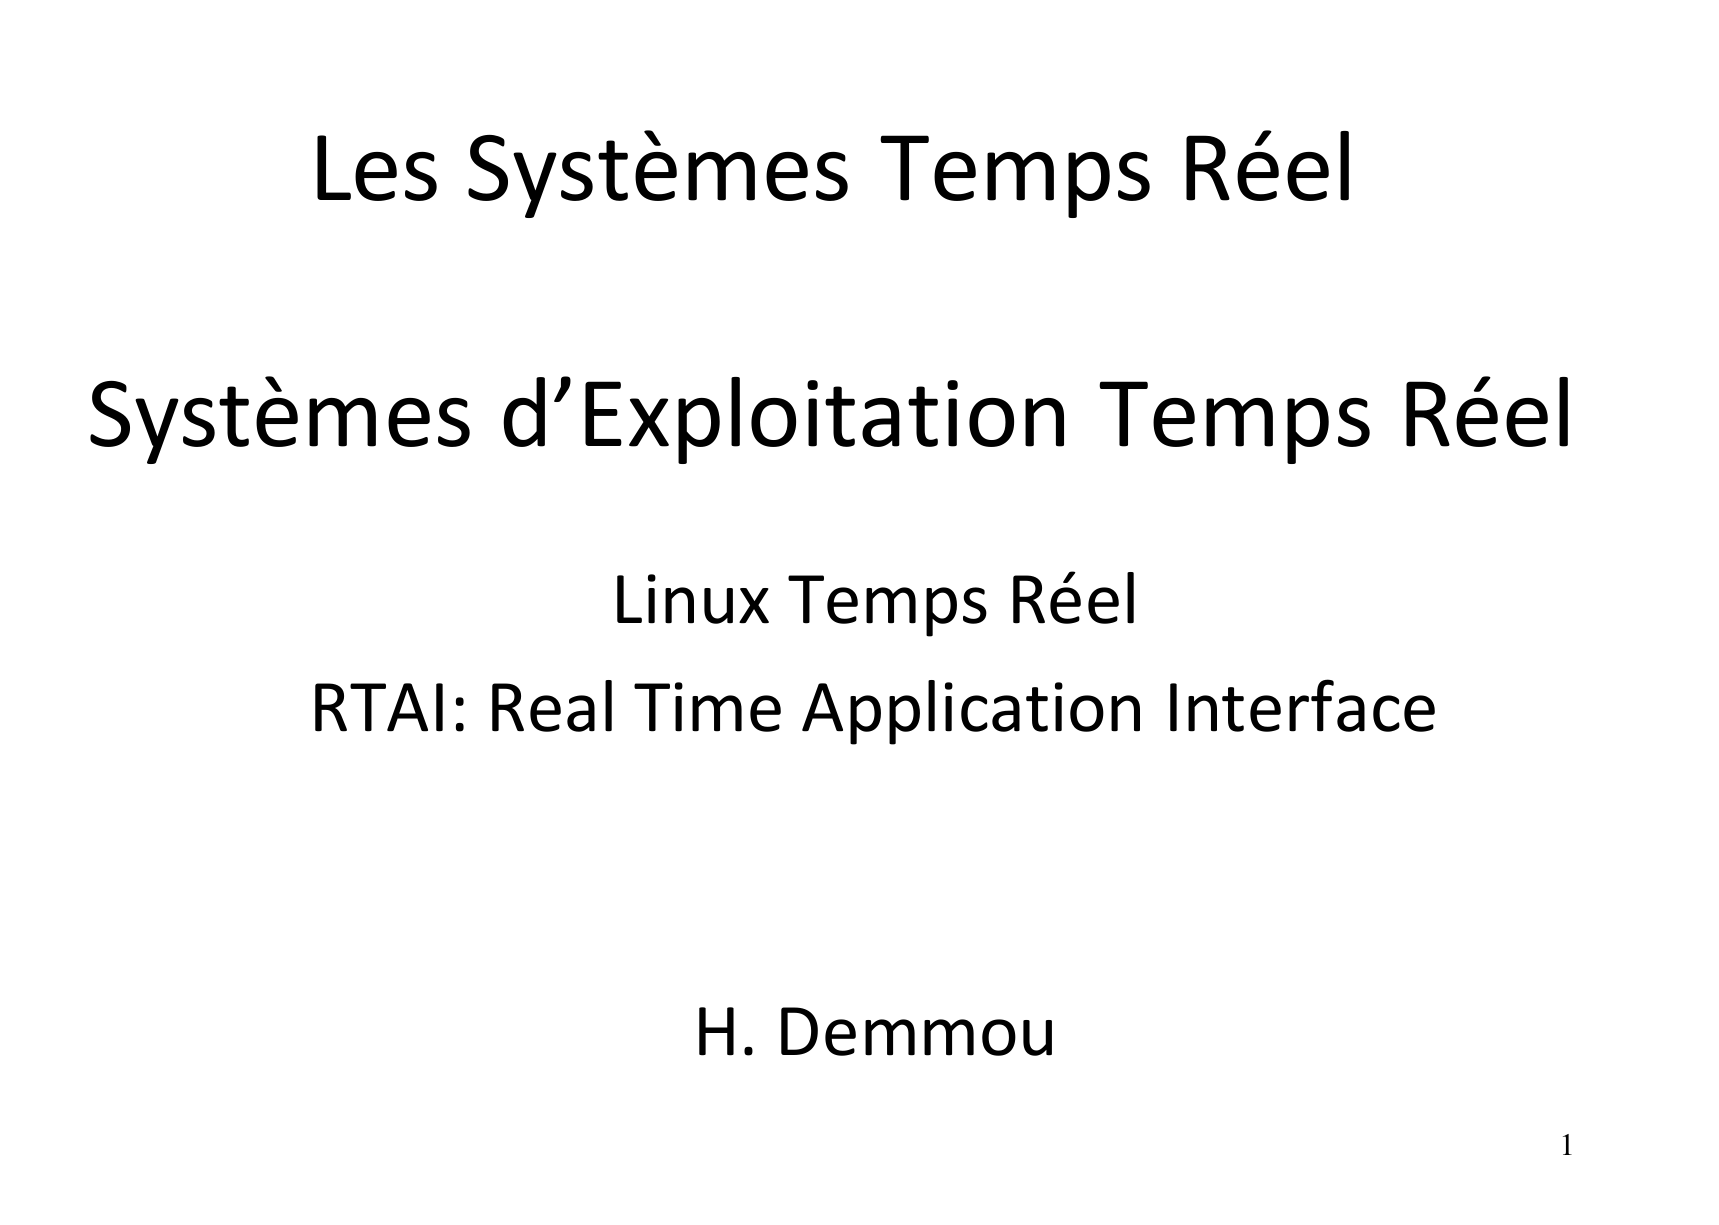 Les Systèmes Temps Réel
Systèmes d’Exploitation Temps Réel
Linux Temps Réel
RTAI: Real Time Application Interface
H. Demmou
1